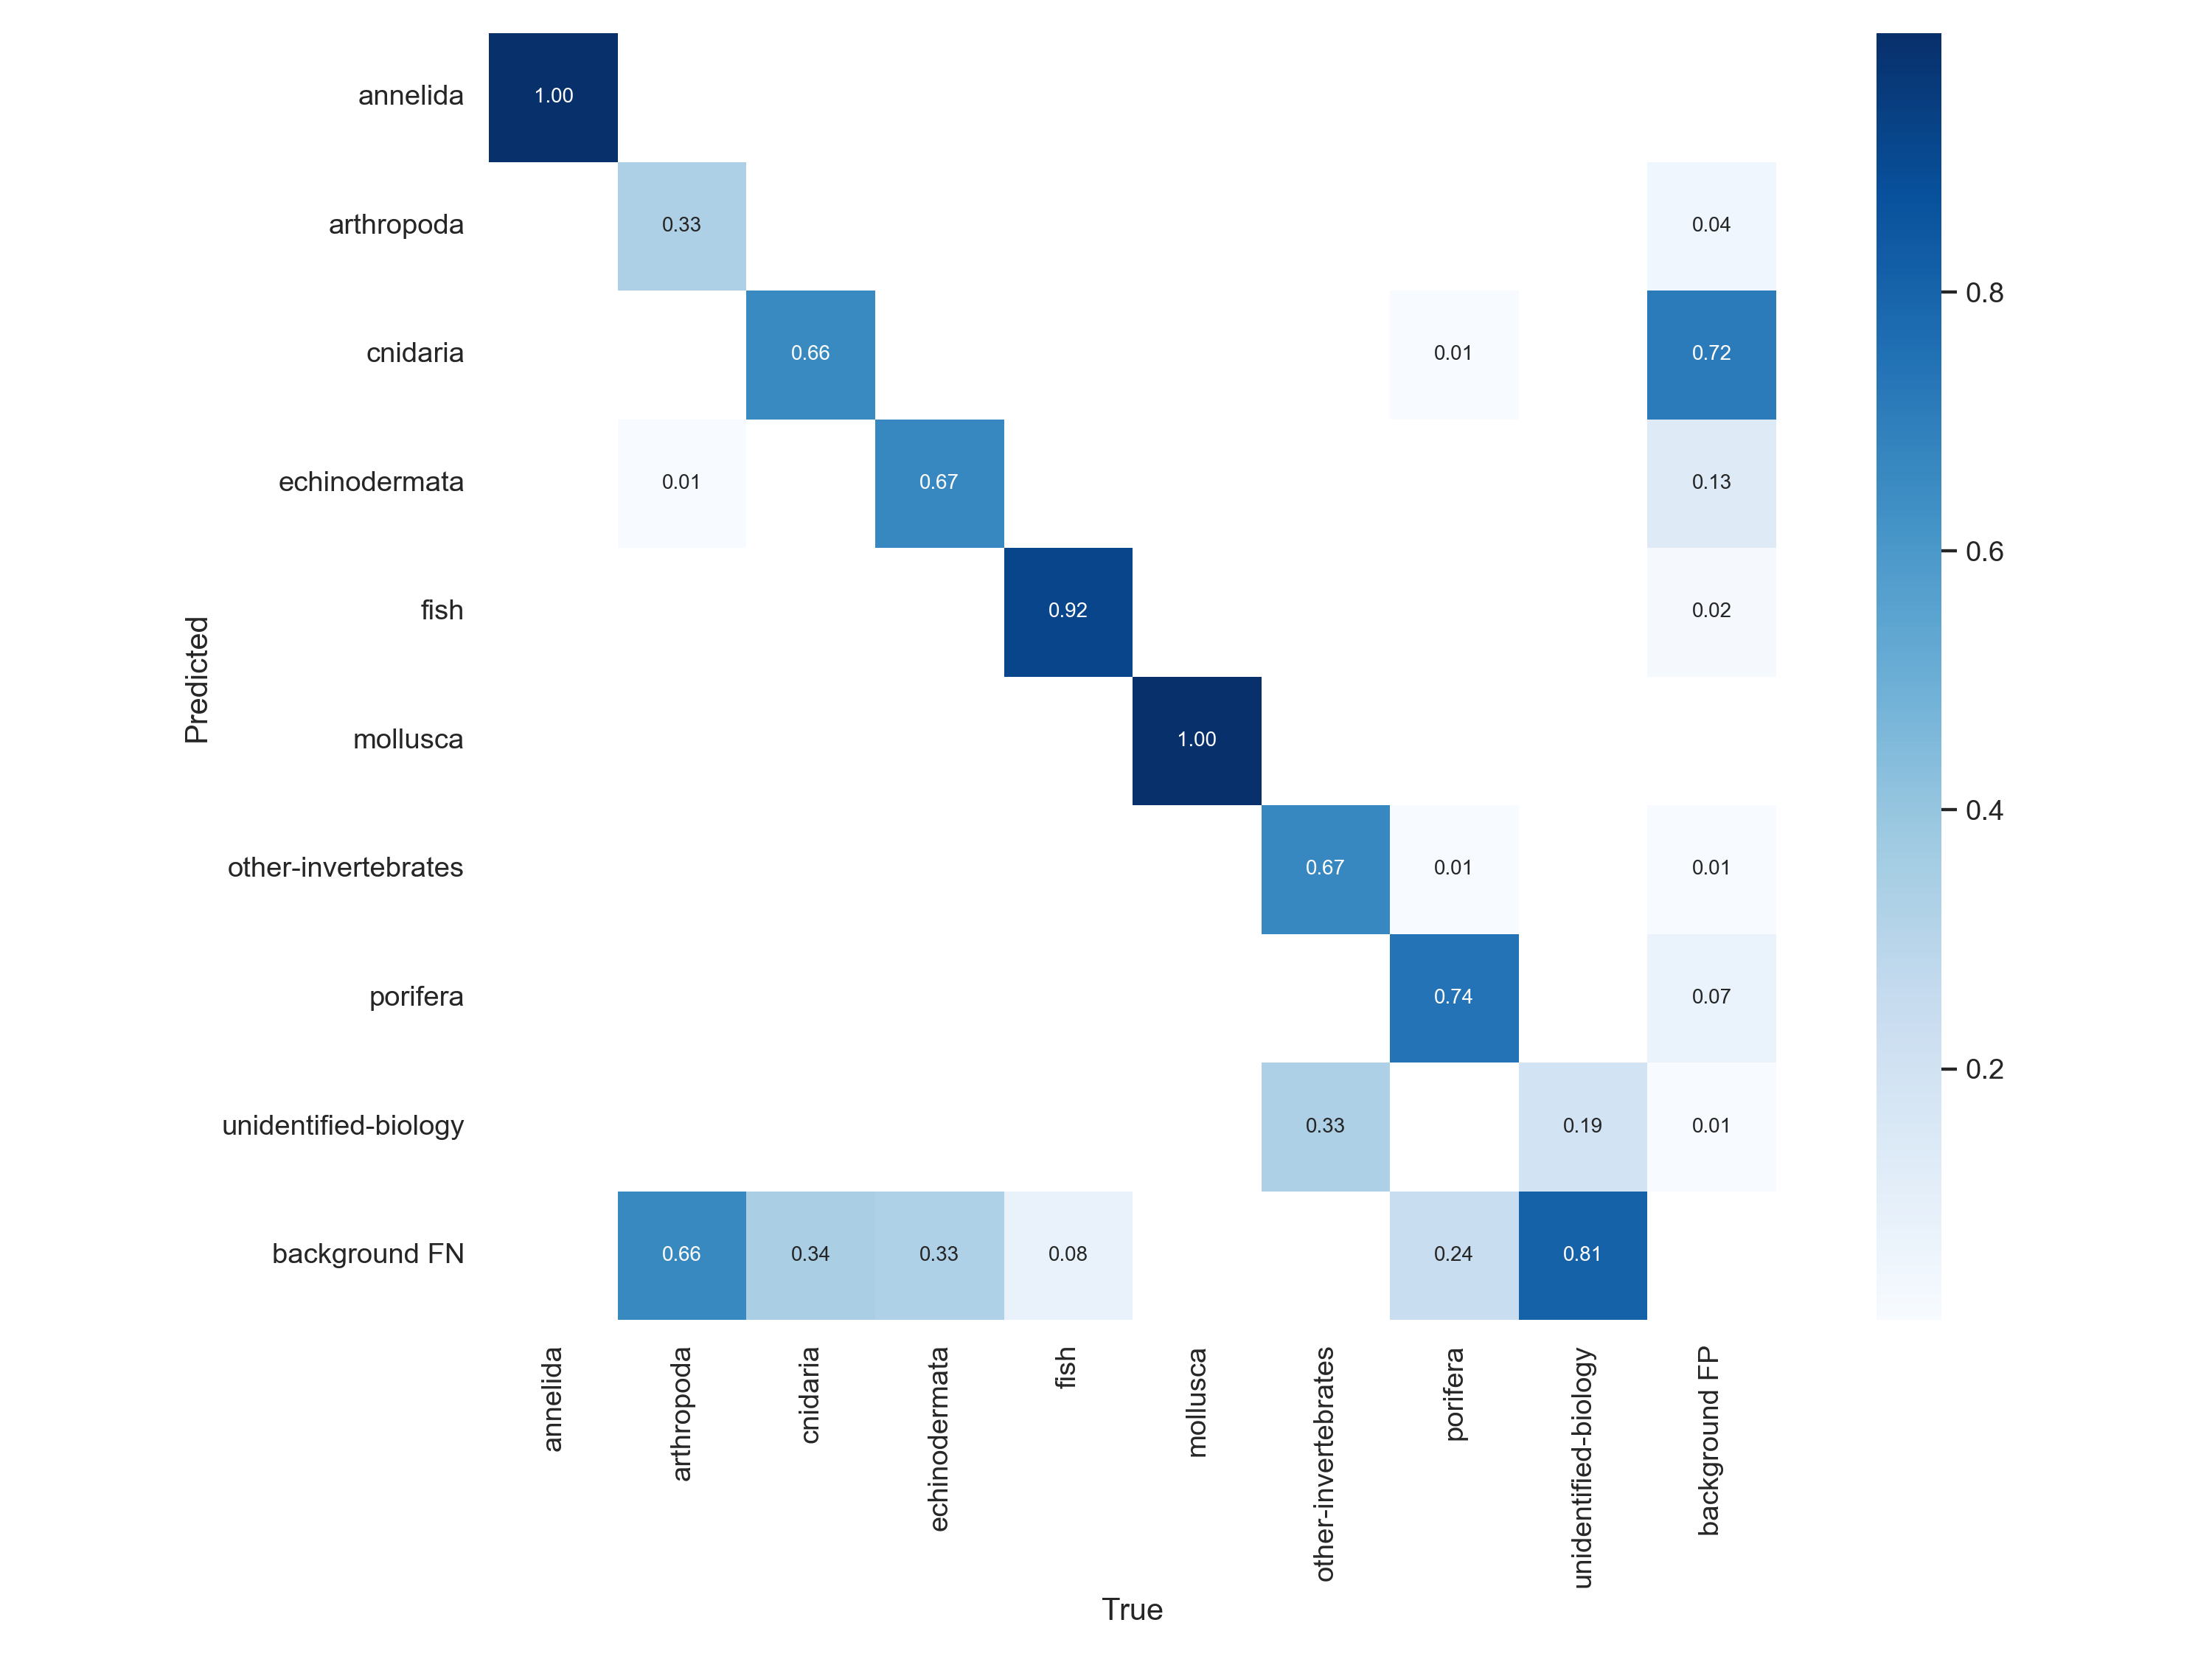 annelida 1.00
arthropoda 0.33 0.04
0.8
cnidaria 0.66 0.01 0.72
echinodermata 0.01 0.67 0.13
0.6
fish 0.92 0.02
Predicted
mollusca 1.00
0.4
other-invertebrates 0.67 0.01 0.01
porifera 0.74 0.07
0.2
unidentified-biology 0.33 0.19 0.01
background FN 0.66 0.34 0.33 0.08 0.24 0.81
annelida
arthropoda
cnidaria
echinodermata
fish
mollusca
other-invertebrates
porifera
unidentified-biology
background FP
True